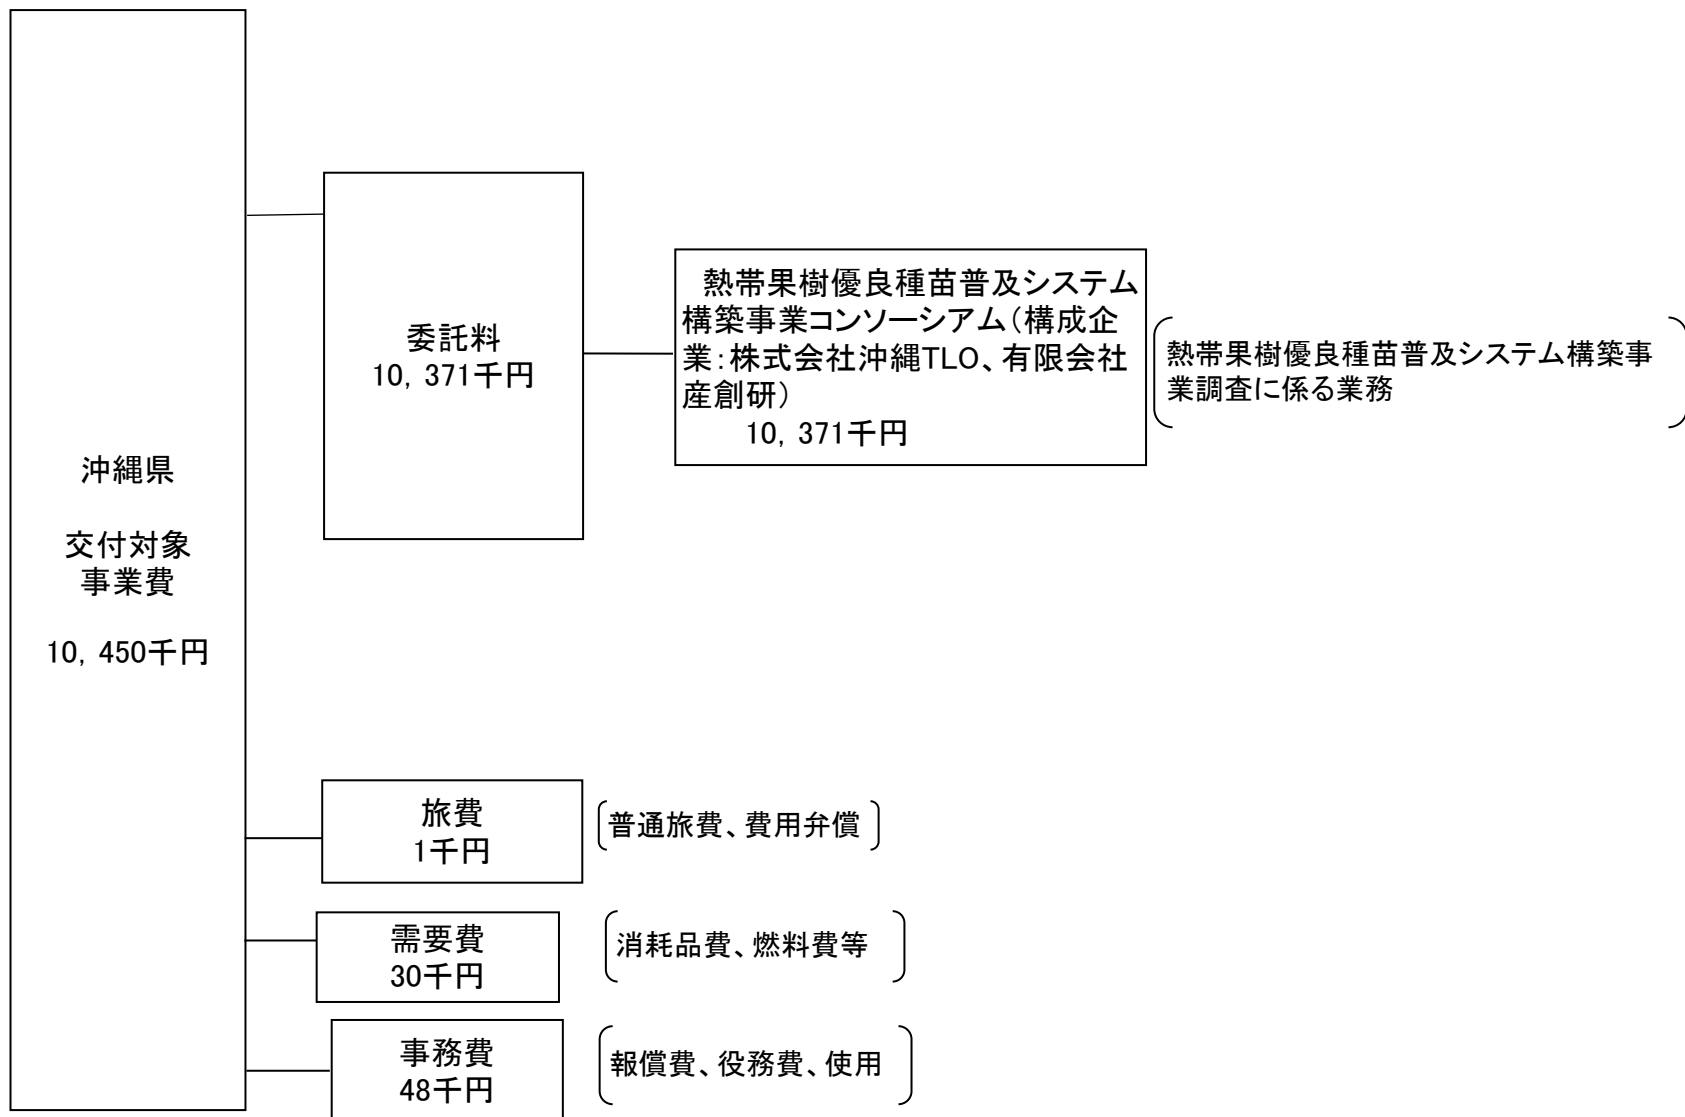 沖縄県
交付対象
事業費
10, 450千円
委託料
10, 371千円
熱帯果樹優良種苗普及システム
構築事業コンソーシアム（構成企
業：株式会社沖縄TLO、有限会社
産創研）
10, 371千円
熱帯果樹優良種苗普及システム構築事
業調査に係る業務
旅費
1千円
普通旅費、費用弁償
需要費
30千円
消耗品費、燃料費等
事務費
48千円
報償費、役務費、使用